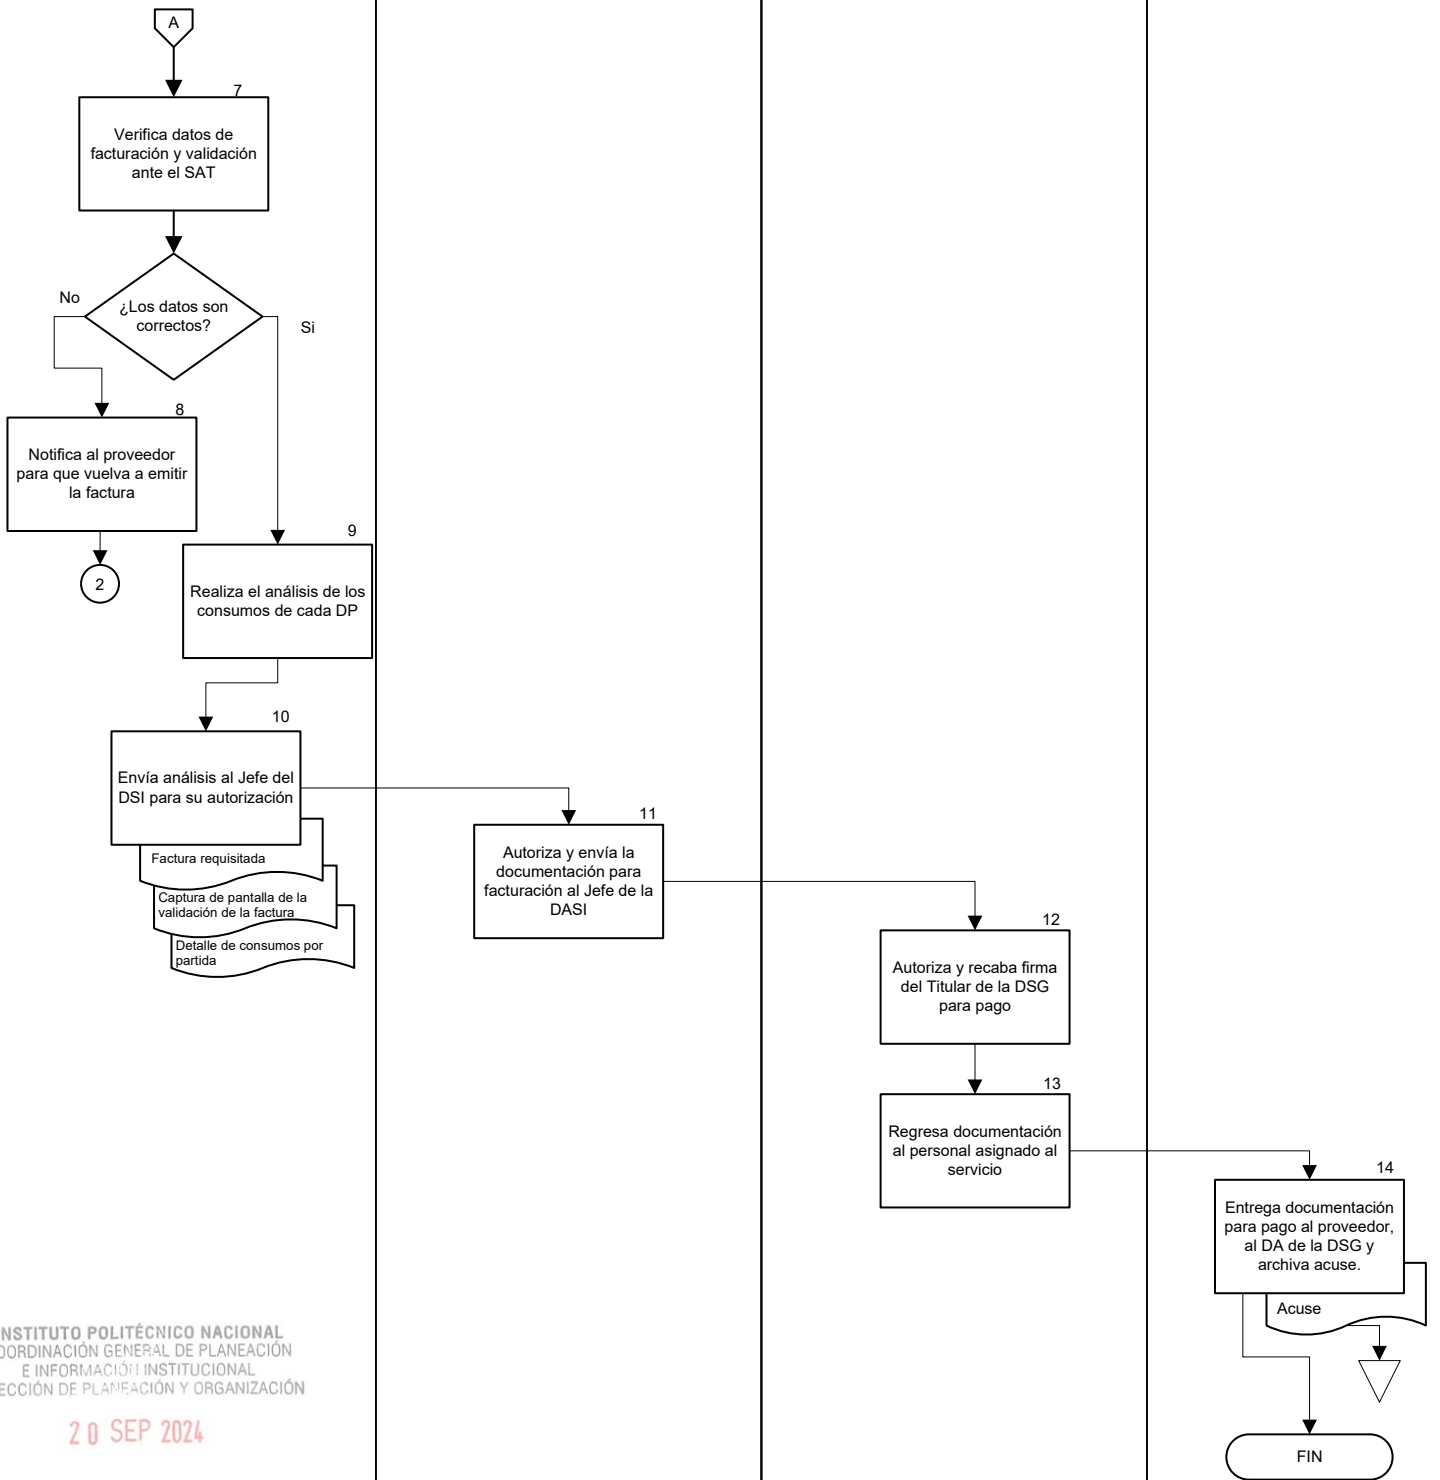 A
7
Verifica datos de
facturación y validación
ante el SAT
¿Los datos son
correctos?
No
Si
8
Notifica al proveedor
para que vuelva a emitir
la factura
2
9
Realiza el análisis de los
consumos de cada DP
10
Envía análisis al Jefe del
DSI para su autorización
Factura requisitada
Captura de pantalla de la
validación de la factura
Detalle de consumos por
partida
11
Autoriza y envía la
documentación para
facturación al Jefe de la
DASI
12
Autoriza y recaba firma
del Titular de la DSG
para pago
13
Regresa documentación
al personal asignado al
servicio
14
Entrega documentación
para pago al proveedor,
al DA de la DSG y
archiva acuse.
Acuse
FIN
NSTITUTO POLITÉCNICO NACIONAL
OORDINACIÓN GENERAL DE PLANEACIÓN
E INFORMACIÓN INSTITUCIONAL
ECCIÓN DE PLANEACIÓN Y ORGANIZACIÓN
20 SEP 2024